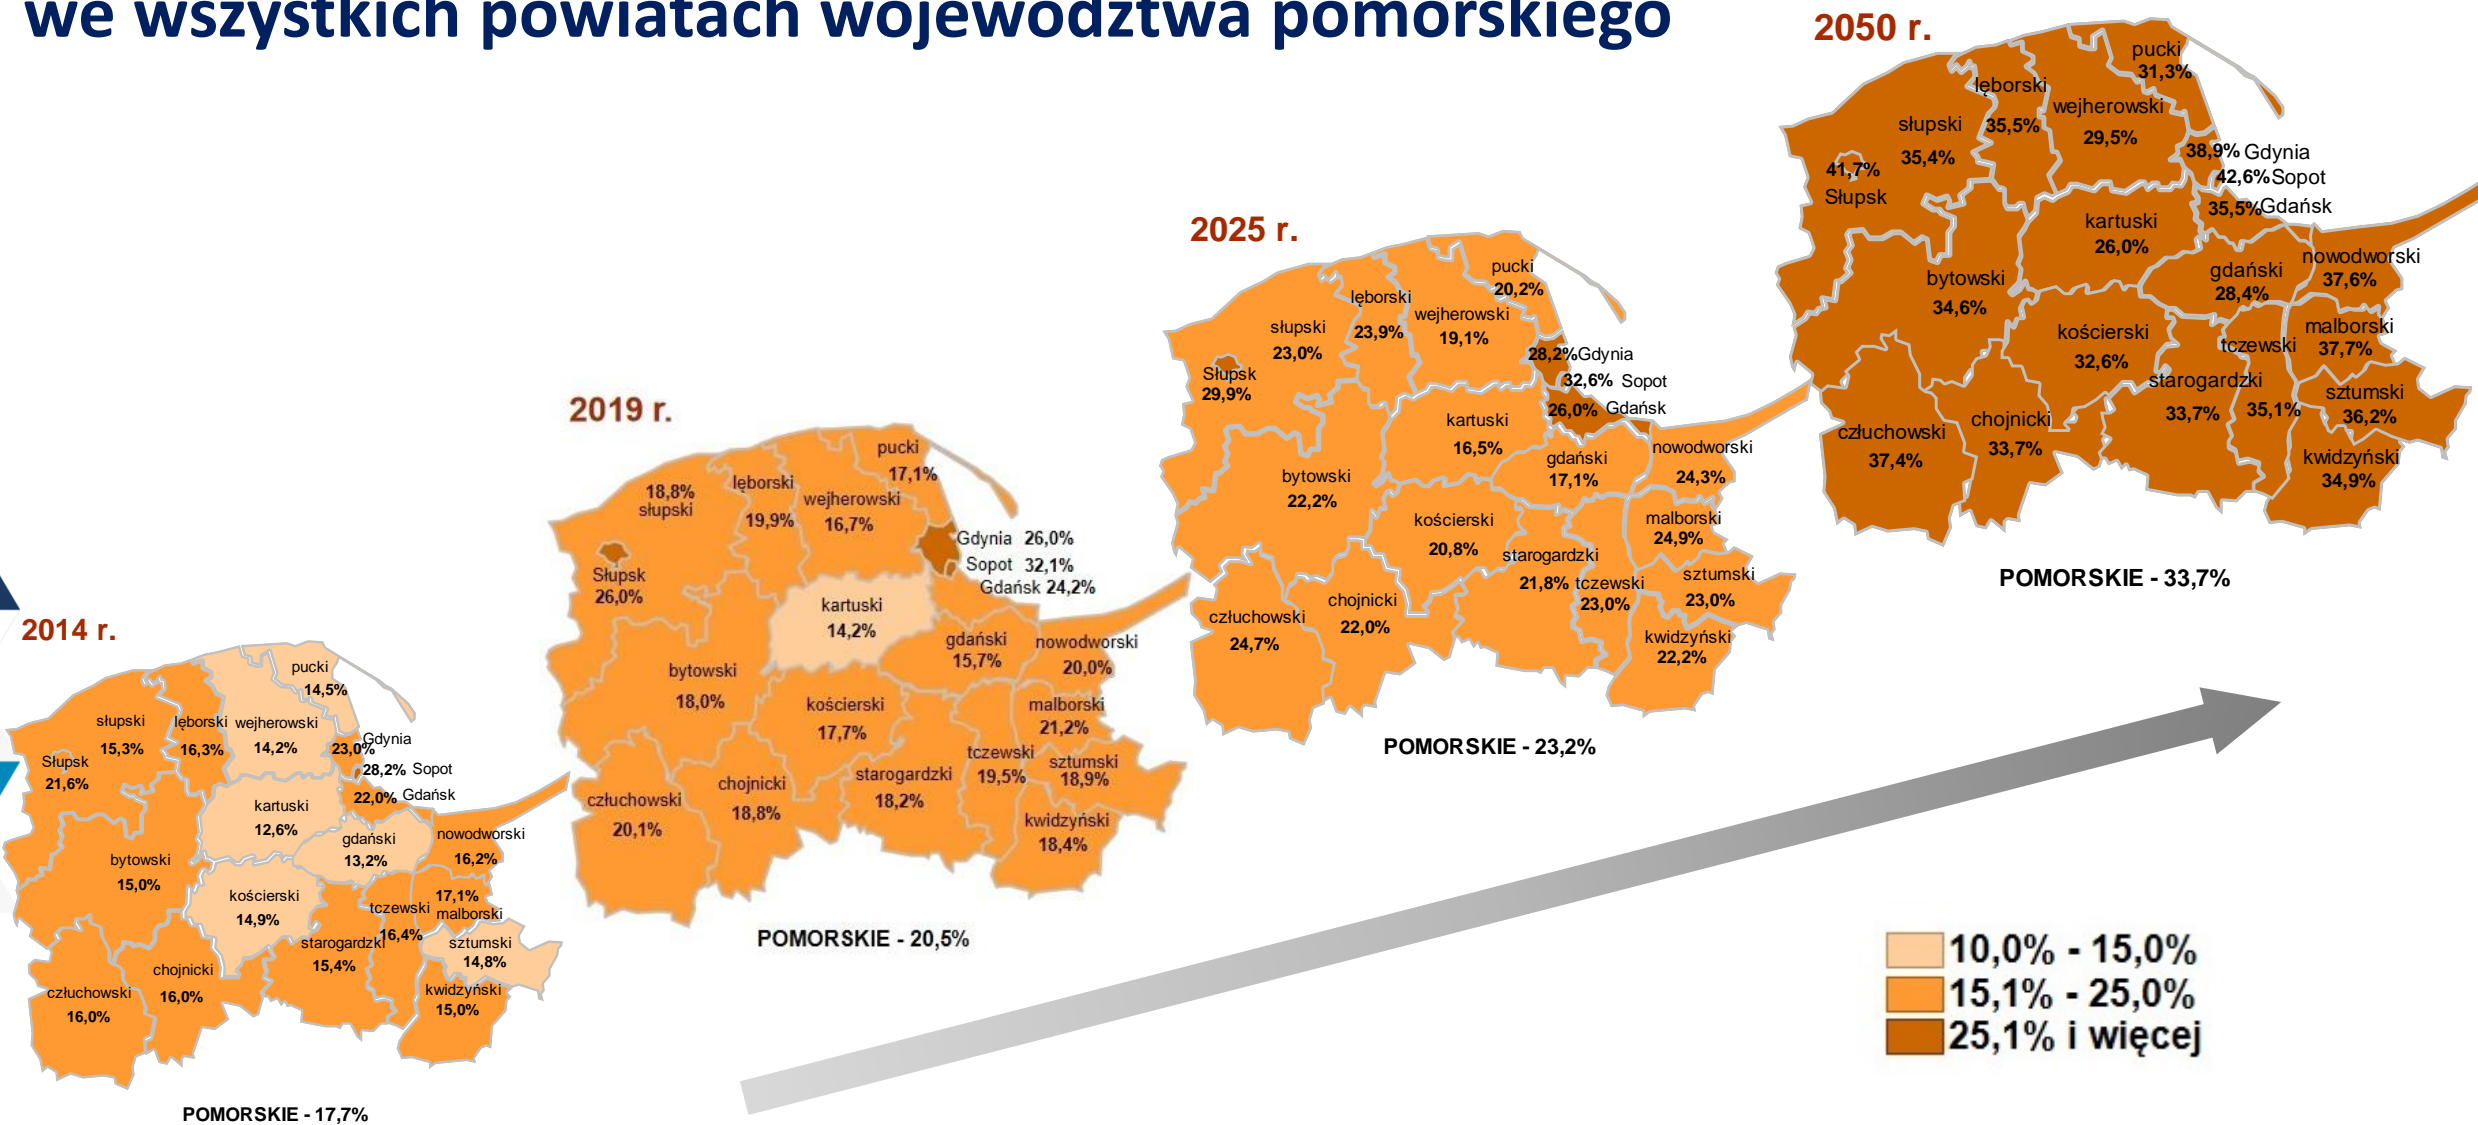 we wszystkich powiatach województwa pomorskiego
2014 r.
pucki
14,5%
słupski
15,3%
lęborski
16,3%
wejherowski
14,2%
Gdynia
23,0%
Słupsk
21,6%
28,2% Sopot
22,0% Gdańsk
kartuski
12,6%
gdański
13,2%
nowodworski
16,2%
bytowski
15,0%
kościerski
14,9%
17,1%
malborski
tczewski
16,4%
starogardzki
15,4%
sztumski
14,8%
chojnicki
16,0%
człuchowski
16,0%
kwidzyński
15,0%
POMORSKIE - 17,7%
2019 r.
pucki
17,1%
18,8%
słupski
lęborski
19,9%
wejherowski
16,7%
Gdynia 26,0%
Sopot 32,1%
Gdańsk 24,2%
Słupsk
26,0%
kartuski
14,2%
gdański
15,7%
nowodworski
20,0%
bytowski
18,0%
kościerski
17,7%
malborski
21,2%
tczewski
19,5%
sztumski
18,9%
starogardzki
18,2%
chojnicki
18,8%
człuchowski
20,1%
kwidzyński
18,4%
POMORSKIE - 20,5%
2025 r.
pucki
20,2%
lęborski
23,9%
wejherowski
19,1%
słupski
23,0%
28,2%Gdynia
32,6% Sopot
26,0% Gdańsk
Słupsk
29,9%
kartuski
16,5%
gdański
17,1%
nowodworski
24,3%
bytowski
22,2%
kościerski
20,8%
malborski
24,9%
starogardzki
21,8%
tczewski
23,0%
sztumski
23,0%
chojnicki
22,0%
człuchowski
24,7%
kwidzyński
22,2%
POMORSKIE - 23,2%
2050 r.
pucki
31,3%
lęborski
35,5%
wejherowski
29,5%
słupski
35,4%
38,9% Gdynia
42,6%Sopot
35,5%Gdańsk
41,7%
Słupsk
kartuski
26,0%
gdański
28,4%
nowodworski
37,6%
bytowski
34,6%
kościerski
32,6%
malborski
37,7%
tczewski
35,1%
starogardzki
33,7%
sztumski
36,2%
chojnicki
33,7%
człuchowski
37,4%
kwidzyński
34,9%
POMORSKIE - 33,7%
10,0% - 15,0%
15,1% - 25,0%
25,1% i więcej